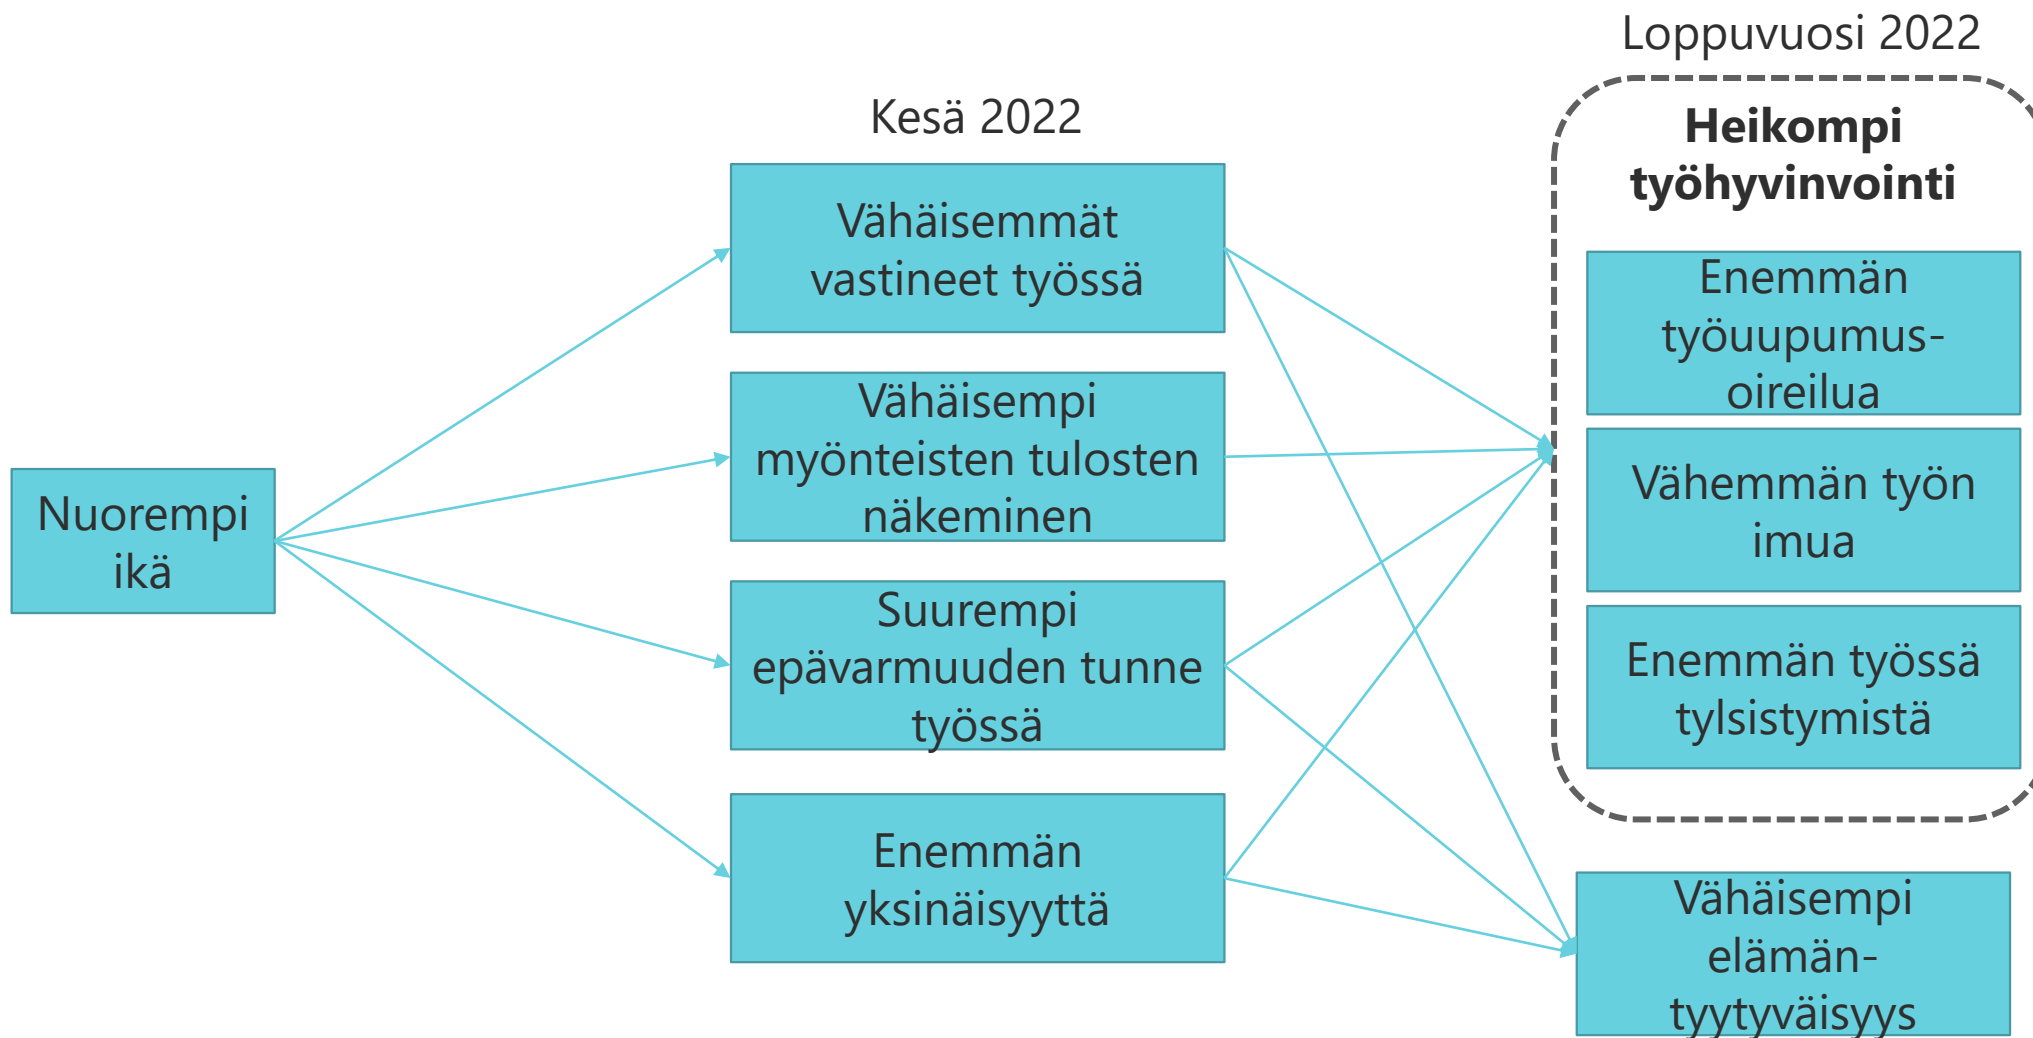 Loppuvuosi 2022
Kesä 2022
Nuorempi
ikä
Vähäisemmät
vastineet työssä
Vähäisempi
myönteisten tulosten
näkeminen
Suurempi
epävarmuuden tunne
työssä
Enemmän
yksinäisyyttä
Heikompi
työhyvinvointi
Enemmän
työuupumus-
oireilua
Vähemmän työn
imua
Enemmän työssä
tylsistymistä
Vähäisempi
elämän-
tyytyväisyys